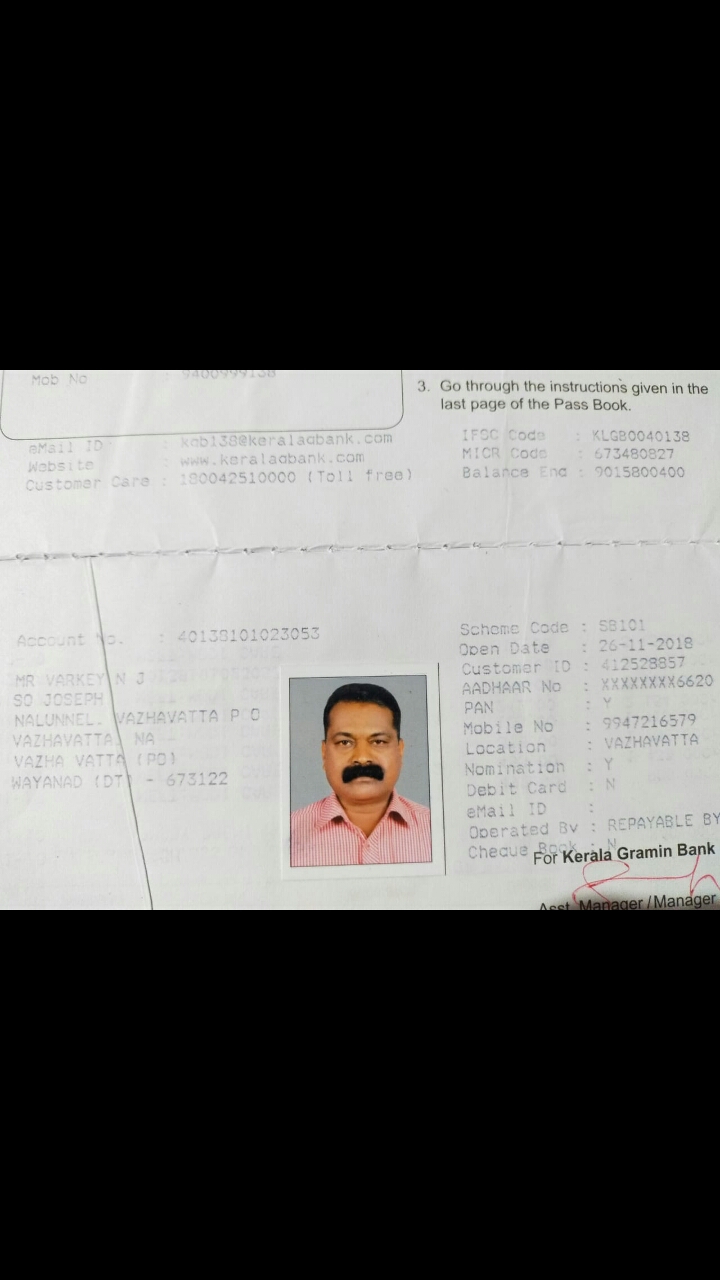 Mob No : 9400999138
3. Go through the instructions given in the
last page of the Pass Book.
eMail ID : kgb138@keralagbank.com
Website : www.keralagbank.com
Customer Care : 180042510000 (Toll free)
IFSC Code : KLGB0040138
MICR Code : 673480827
Balance Enq : 9015800400
Account No. : 40138101023053
MR VARKEY N J
SO JOSEPH
NALUNNEL. VAZHAVATTA P O
VAZHAVATTA. NA
VAZHA VATTA (PO)
WAYANAD (DT) - 673122
Scheme Code : SB101
Open Date : 26-11-2018
Customer ID : 412528857
AADHAAR No : XXXXXXXX6620
PAN : Y
Mobile No : 9947216579
Location : VAZHAVATTA
Nomination : Y
Debit Card : N
eMail ID :
Operated By : REPAYABLE BY
Cheque Book : N
For Kerala Gramin Bank
Asst. Manager / Manager